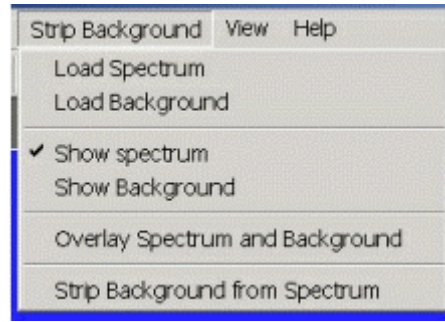 Strip Background View Help
Load Spectrum
Load Background
✔ Show spectrum
Show Background
Overlay Spectrum and Background
Strip Background from Spectrum